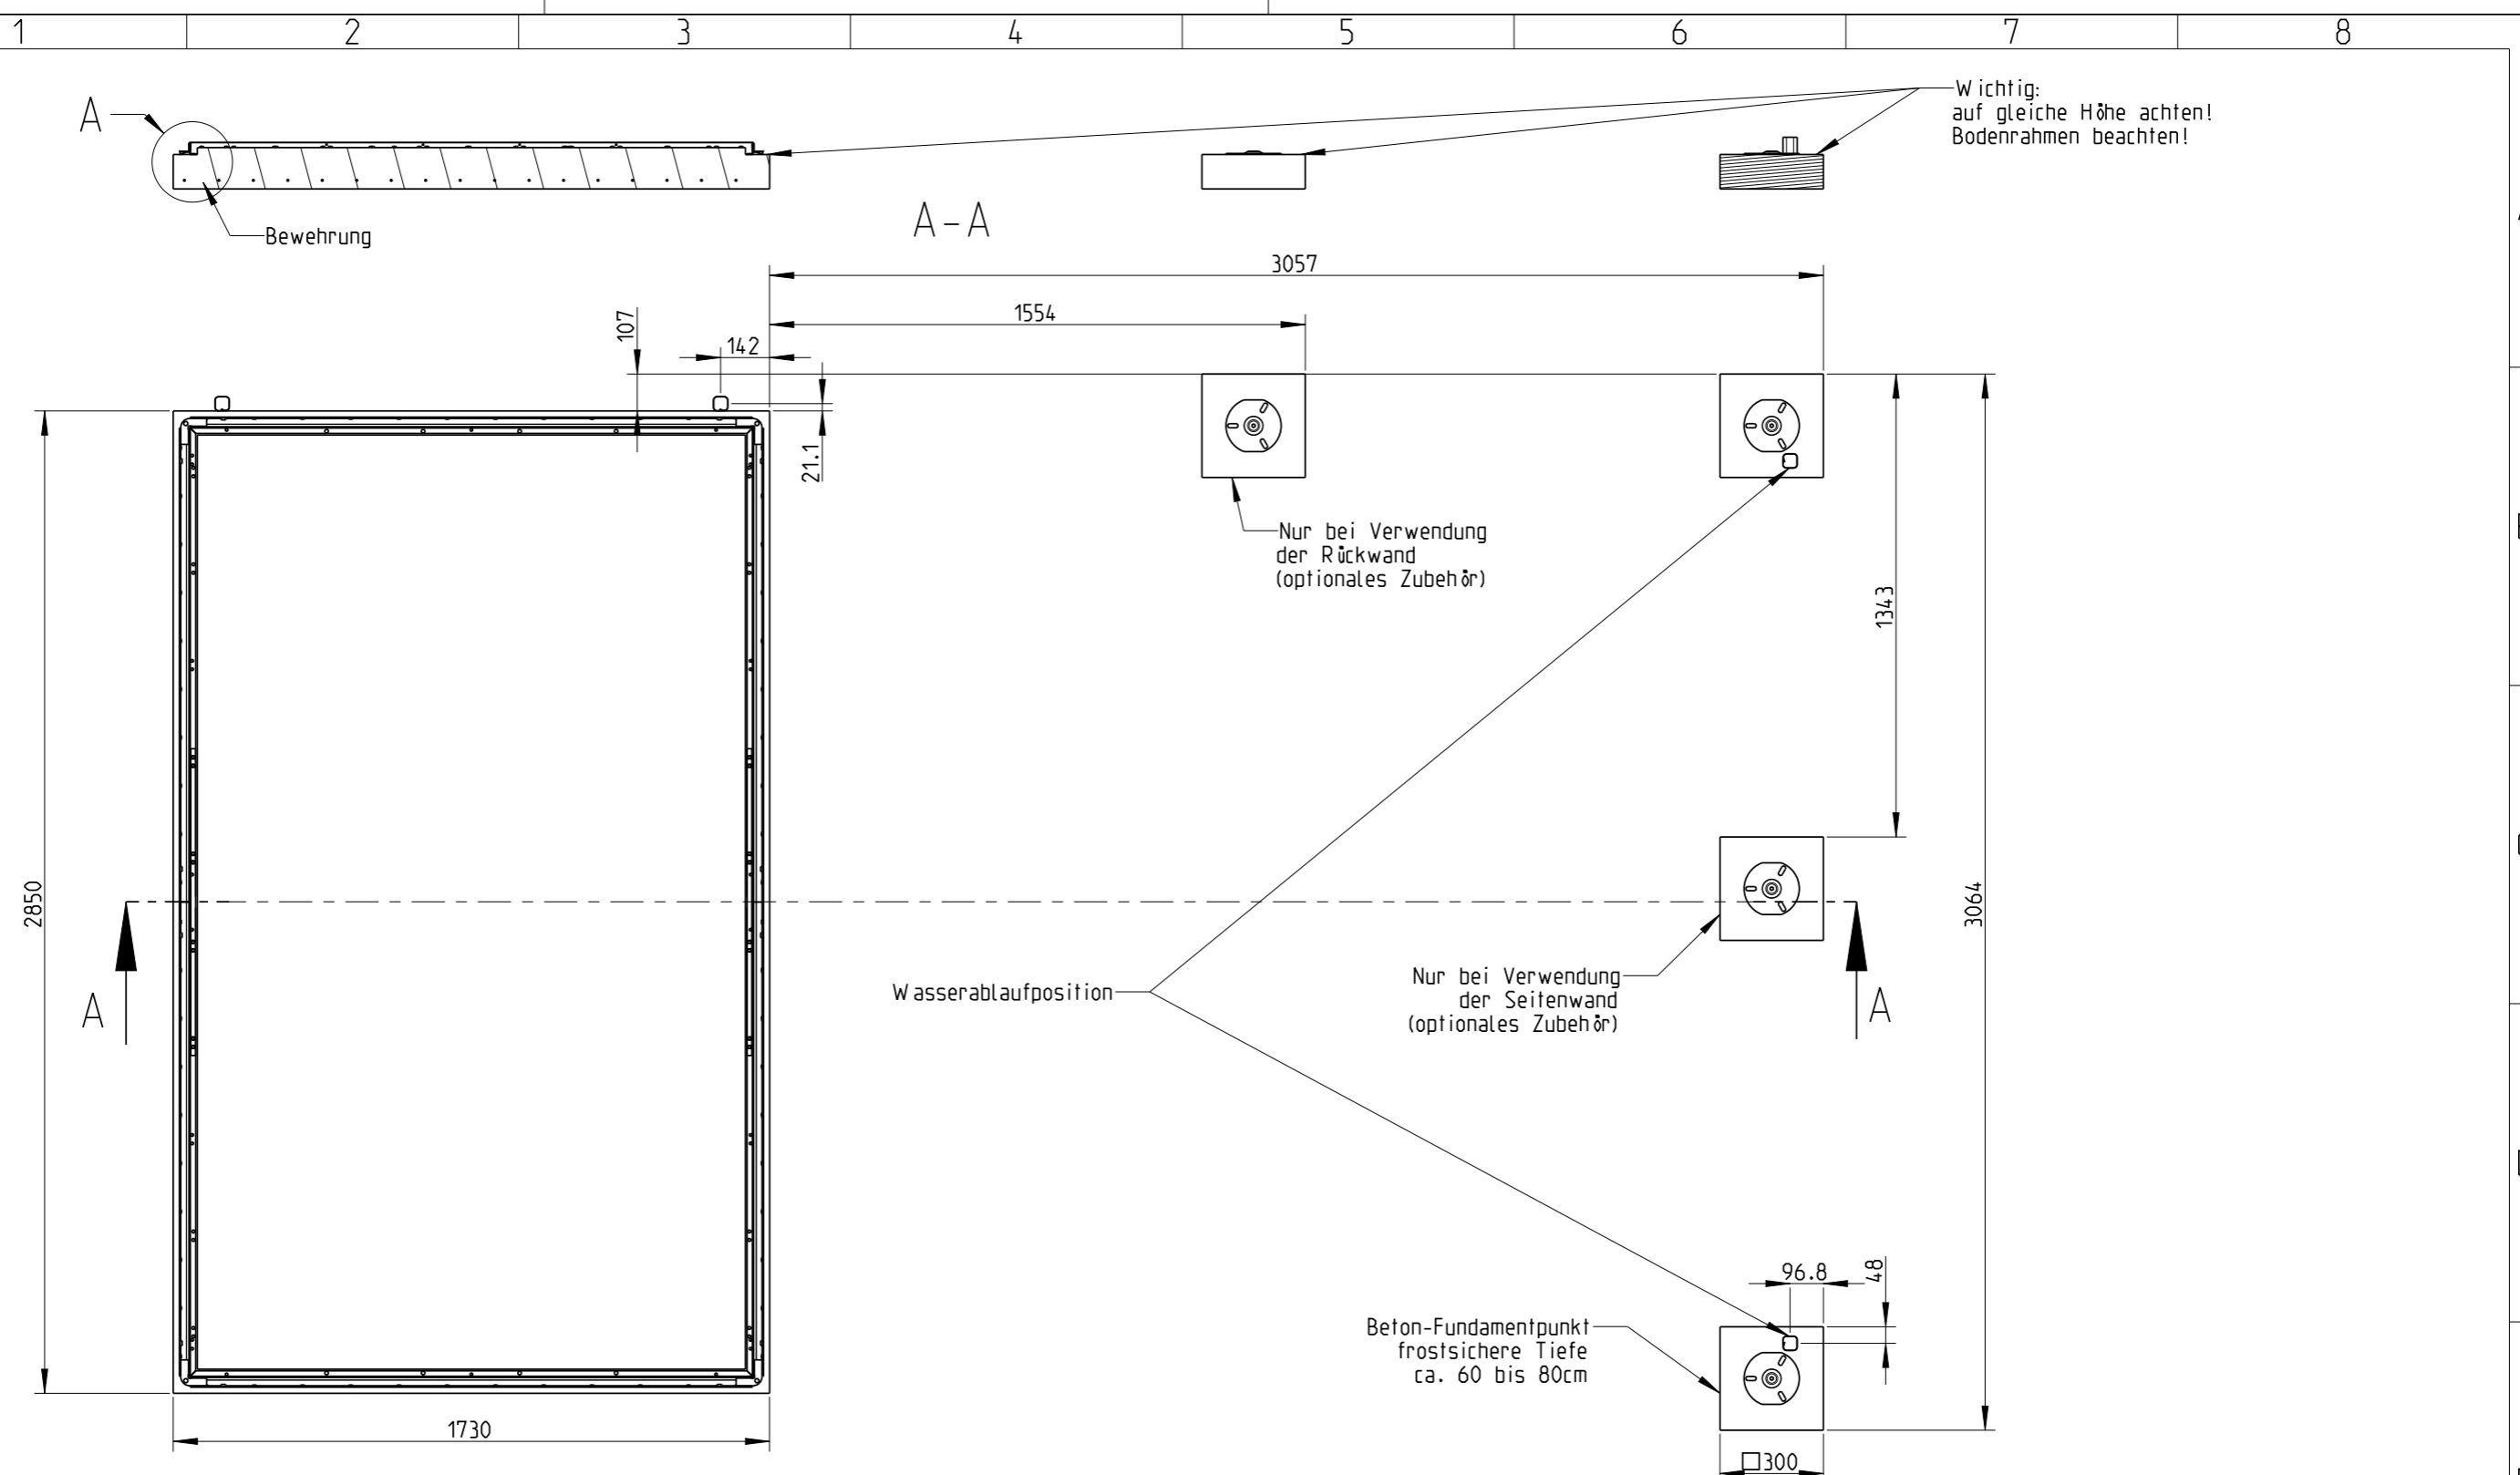 1 2 3 4 5 6 7 8
A
Wichtig:
auf gleiche Höhe achten!
Bodenrahmen beachten!
Bewehrung
A-A
3057
1554
107
142
21.1
Nur bei Verwendung
der Rückwand
(optionales Zubehör)
1343
2850
3064
A
Wasserablaufposition
Nur bei Verwendung
der Seitenwand
(optionales Zubehör)
A
96.8
48
Beton-Fundamentpunkt
frostsichere Tiefe
ca. 60 bis 80cm
1730
□300